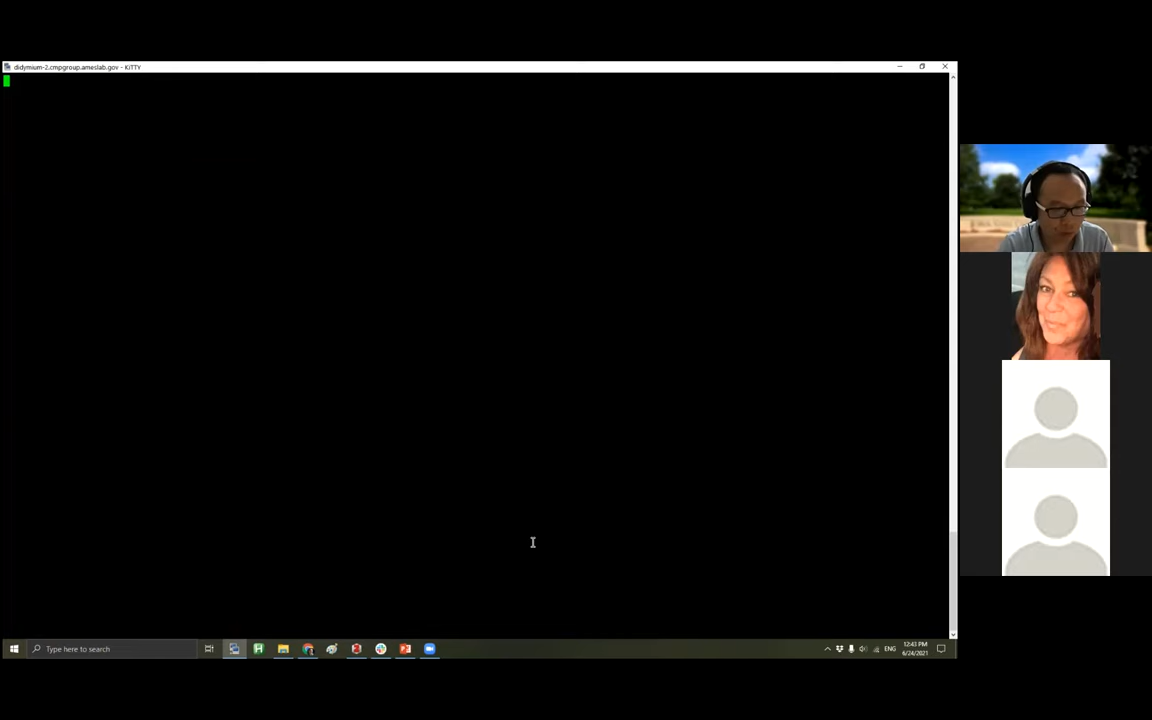 didymium-2.cmpgroup.ameslab.gov - KiTTY
Type here to search
ENG
12:43 PM
6/24/2021